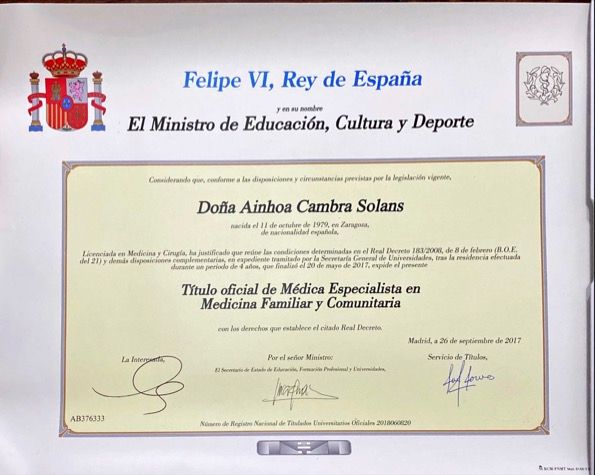 Felipe VI, Rey de España
y en su nombre
El Ministro de Educación, Cultura y Deporte
Considerando que, conforme a las disposiciones y circunstancias previstas por la legislación vigente,
Doña Ainhoa Cambra Solans
nacida el 11 de octubre de 1979, en Zaragoza,
de nacionalidad española,
Licenciada en Medicina y Cirugía, ha justificado que reúne las condiciones determinadas en el Real Decreto 183/2008, de 8 de febrero (B.O.E.
del 21) y demás disposiciones complementarias, en expediente tramitado por la Secretaría General de Universidades, tras la residencia efectuada
durante un periodo de 4 años, que finalizó el 20 de mayo de 2017, expide el presente
Título oficial de Médica Especialista en
Medicina Familiar y Comunitaria
con los derechos que establece el citado Real Decreto.
Madrid, a 26 de septiembre de 2017
La Interesada,
Por el señor Ministro:
Servicio de Títulos,
El Secretario de Estado de Educación, Formación Profesional y Universidades,
AB376333
Número de Registro Nacional de Titulados Universitarios Oficiales 2018060820